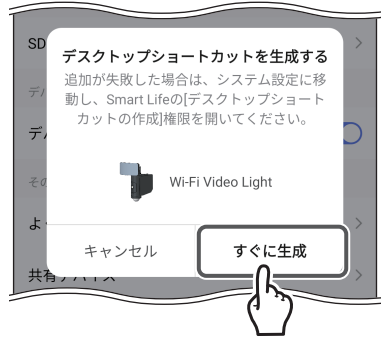 SD
デスクトップショートカットを生成する
追加が失敗した場合は、システム設定に移
動し、Smart Lifeの[デスクトップショート
カットの作成]権限を開いてください。
デ
その
Wi-Fi Video Light
よ
キャンセル
すぐに生成
共有デバイス